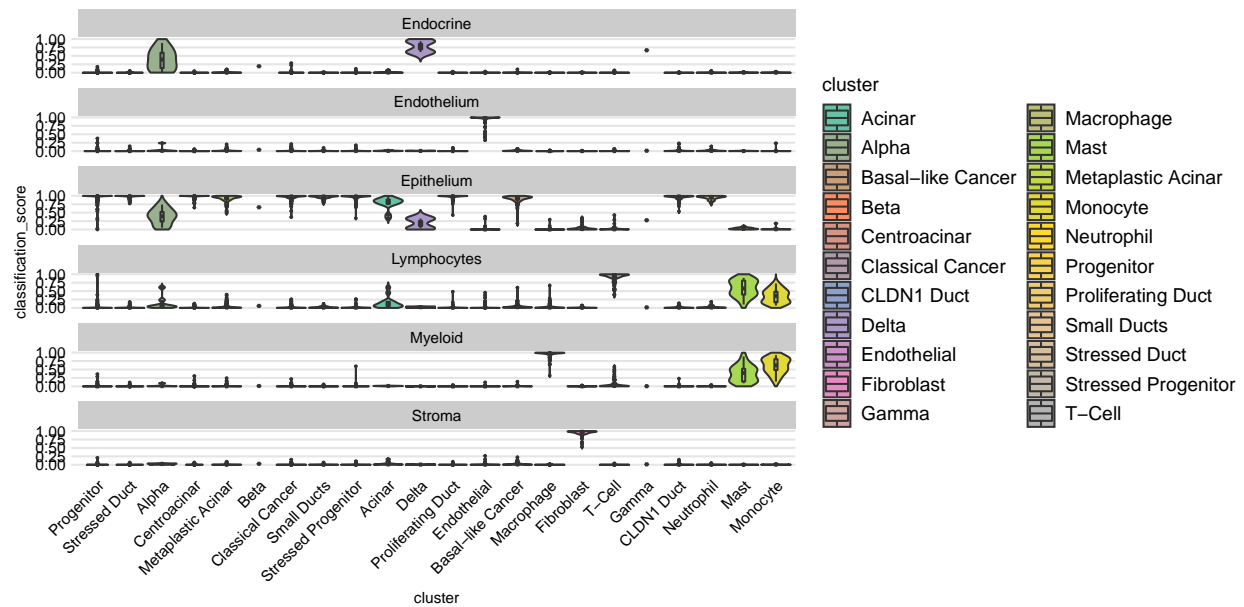 Endocrine
1.00
0.75
0.50
0.25
0.00
Endothelium
1.00
0.75
0.50
0.25
0.00
Epithelium
1.00
0.75
0.50
0.25
0.00
Lymphocytes
1.00
0.75
0.50
0.25
0.00
Myeloid
1.00
0.75
0.50
0.25
0.00
Stroma
1.00
0.75
0.50
0.25
0.00
classification_score
Progenitor
Stressed Duct
Alpha
Centroacinar
Metaplastic Acinar
Beta
Classical Cancer
Small Ducts
Stressed Progenitor
Acinar
Delta
Proliferating Duct
Endothelial
Basal-like Cancer
Macrophage
Fibroblast
T-Cell
Gamma
CLDN1 Duct
Neutrophil
Mast
Monocyte
cluster
cluster
Acinar
Alpha
Basal-like Cancer
Beta
Centroacinar
Classical Cancer
CLDN1 Duct
Delta
Endothelial
Fibroblast
Gamma
Macrophage
Mast
Metaplastic Acinar
Monocyte
Neutrophil
Progenitor
Proliferating Duct
Small Ducts
Stressed Duct
Stressed Progenitor
T-Cell